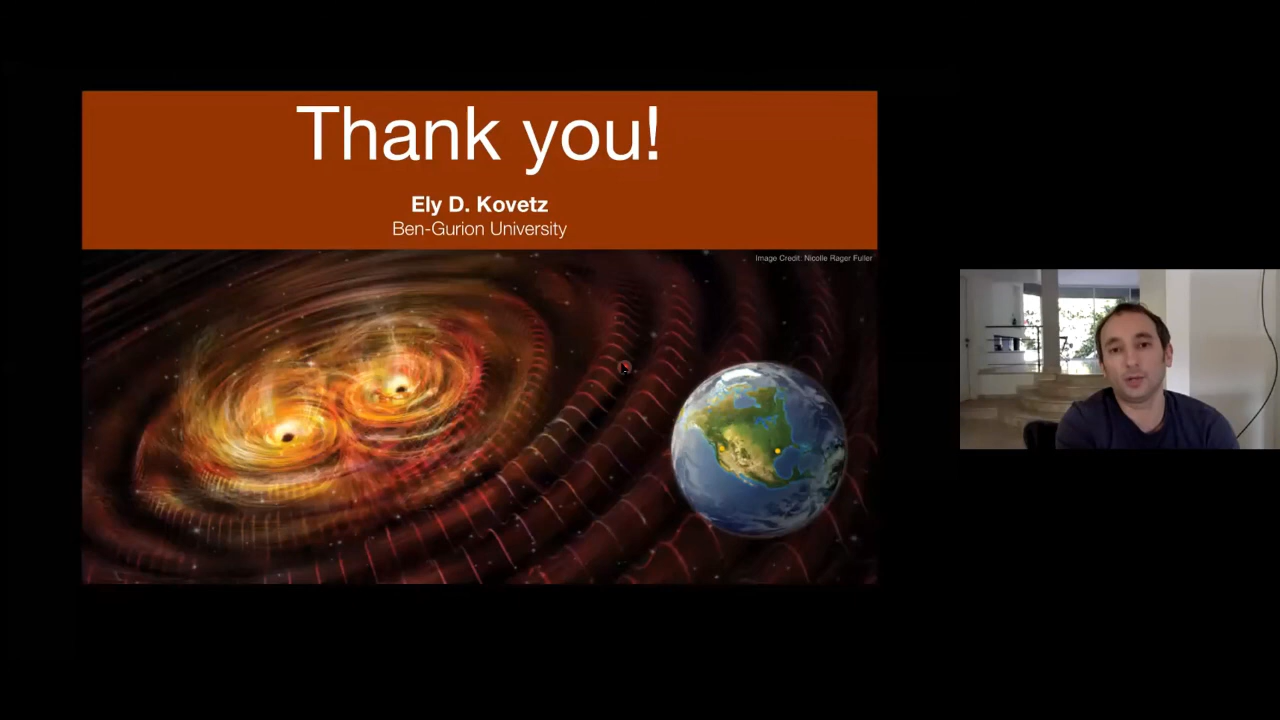 Thank you!
Ely D. Kovetz
Ben-Gurion University
Image Credit: Nicolle Rager Fuller